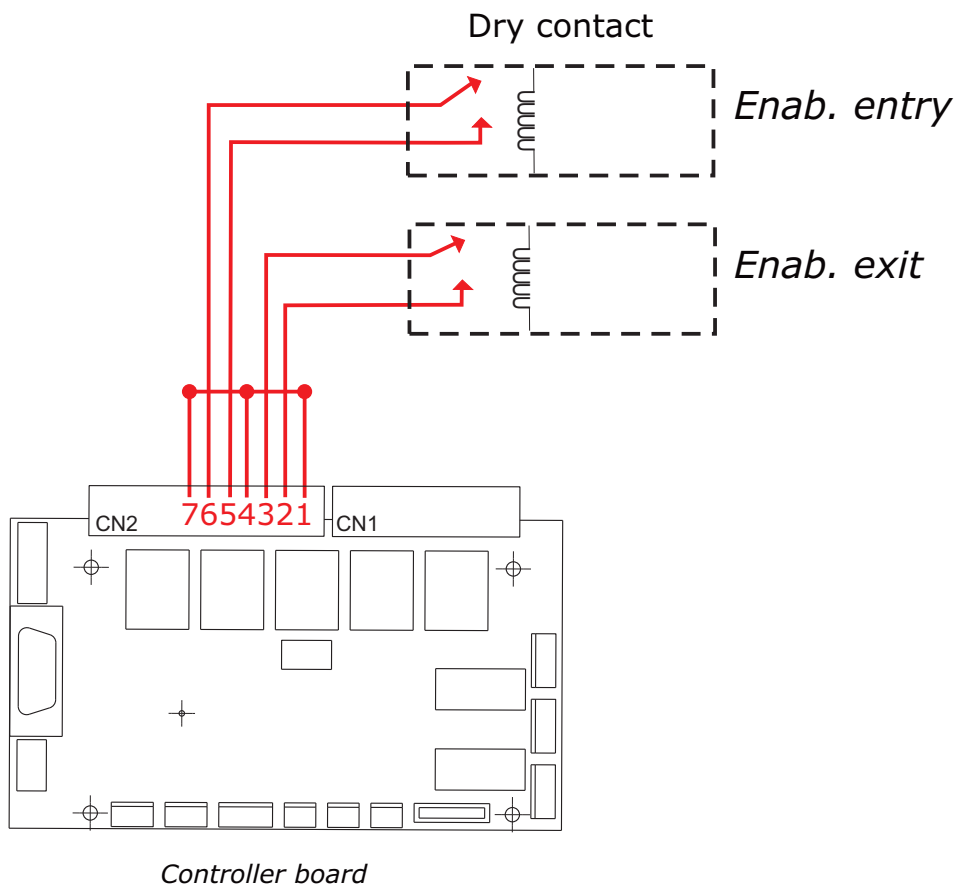 Dry contact
Enab. entry
Enab. exit
CN2 7654321 CN1
Controller board